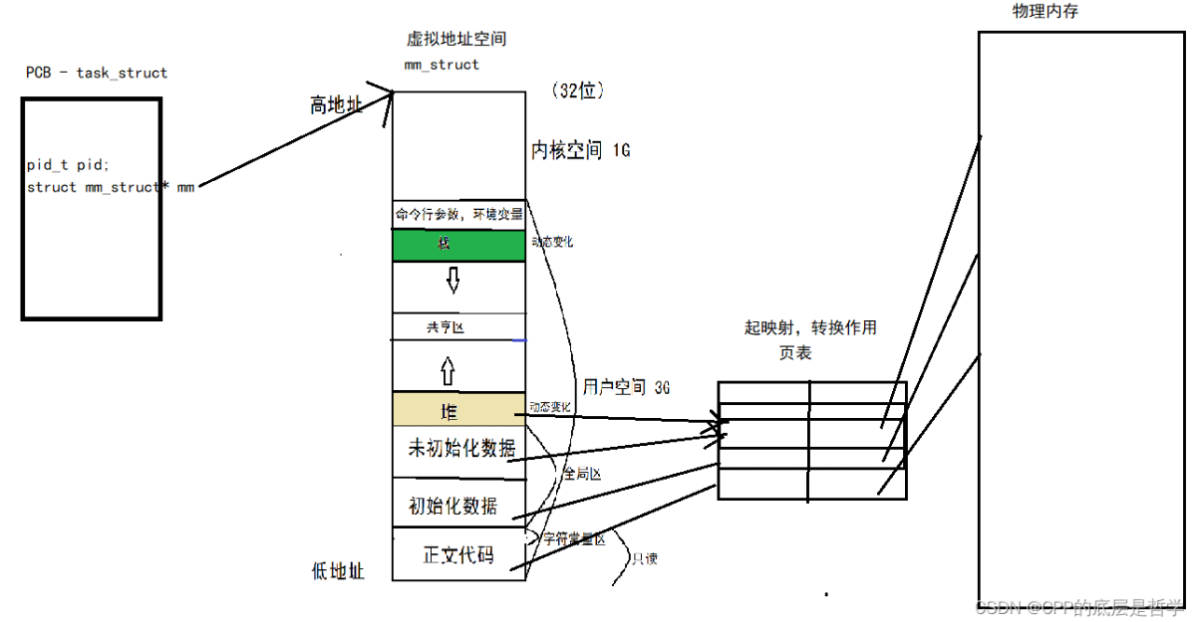 物理内存
虚拟地址空间
mm_struct
PCB - task_struct
(32位)
高地址
内核空间 1G
pid_t pid;
struct mm_struct* mm
命令行参数，环境变量
栈
动态变化
共享区
起映射，转换作用
页表
用户空间 3G
堆
动态变化
未初始化数据
全局区
初始化数据
字符常量区
正文代码
只读
低地址
CSDN @CPP的底层是哲学